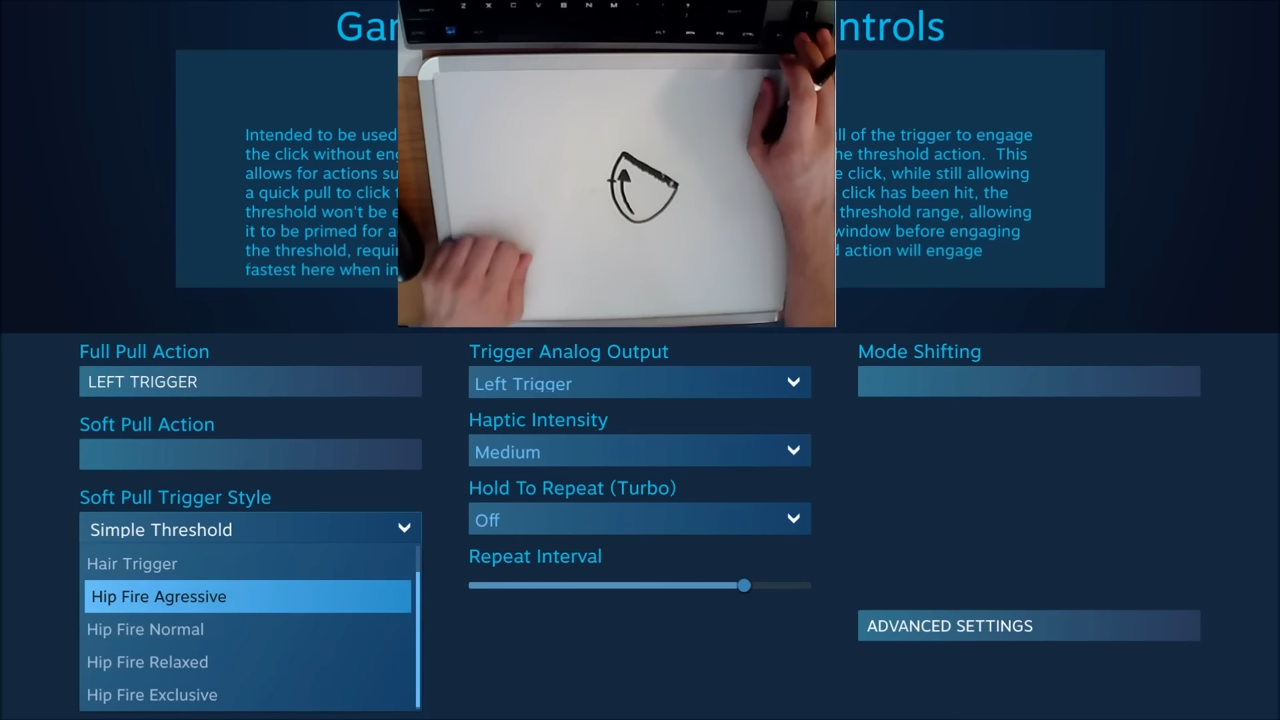 Gar ntrols
Intended to be used ll of the trigger to engage
the click without eng he threshold action. This
allows for actions su e click, while still allowing
a quick pull to click click has been hit, the
threshold won't be e threshold range, allowing
it to be primed for a window before engaging
the threshold, requi d action will engage
fastest here when in
Full Pull Action
LEFT TRIGGER
Soft Pull Action
Soft Pull Trigger Style
Simple Threshold
Hair Trigger
Hip Fire Agressive
Hip Fire Normal
Hip Fire Relaxed
Hip Fire Exclusive
Trigger Analog Output
Left Trigger
Haptic Intensity
Medium
Hold To Repeat (Turbo)
Off
Repeat Interval
Mode Shifting
ADVANCED SETTINGS